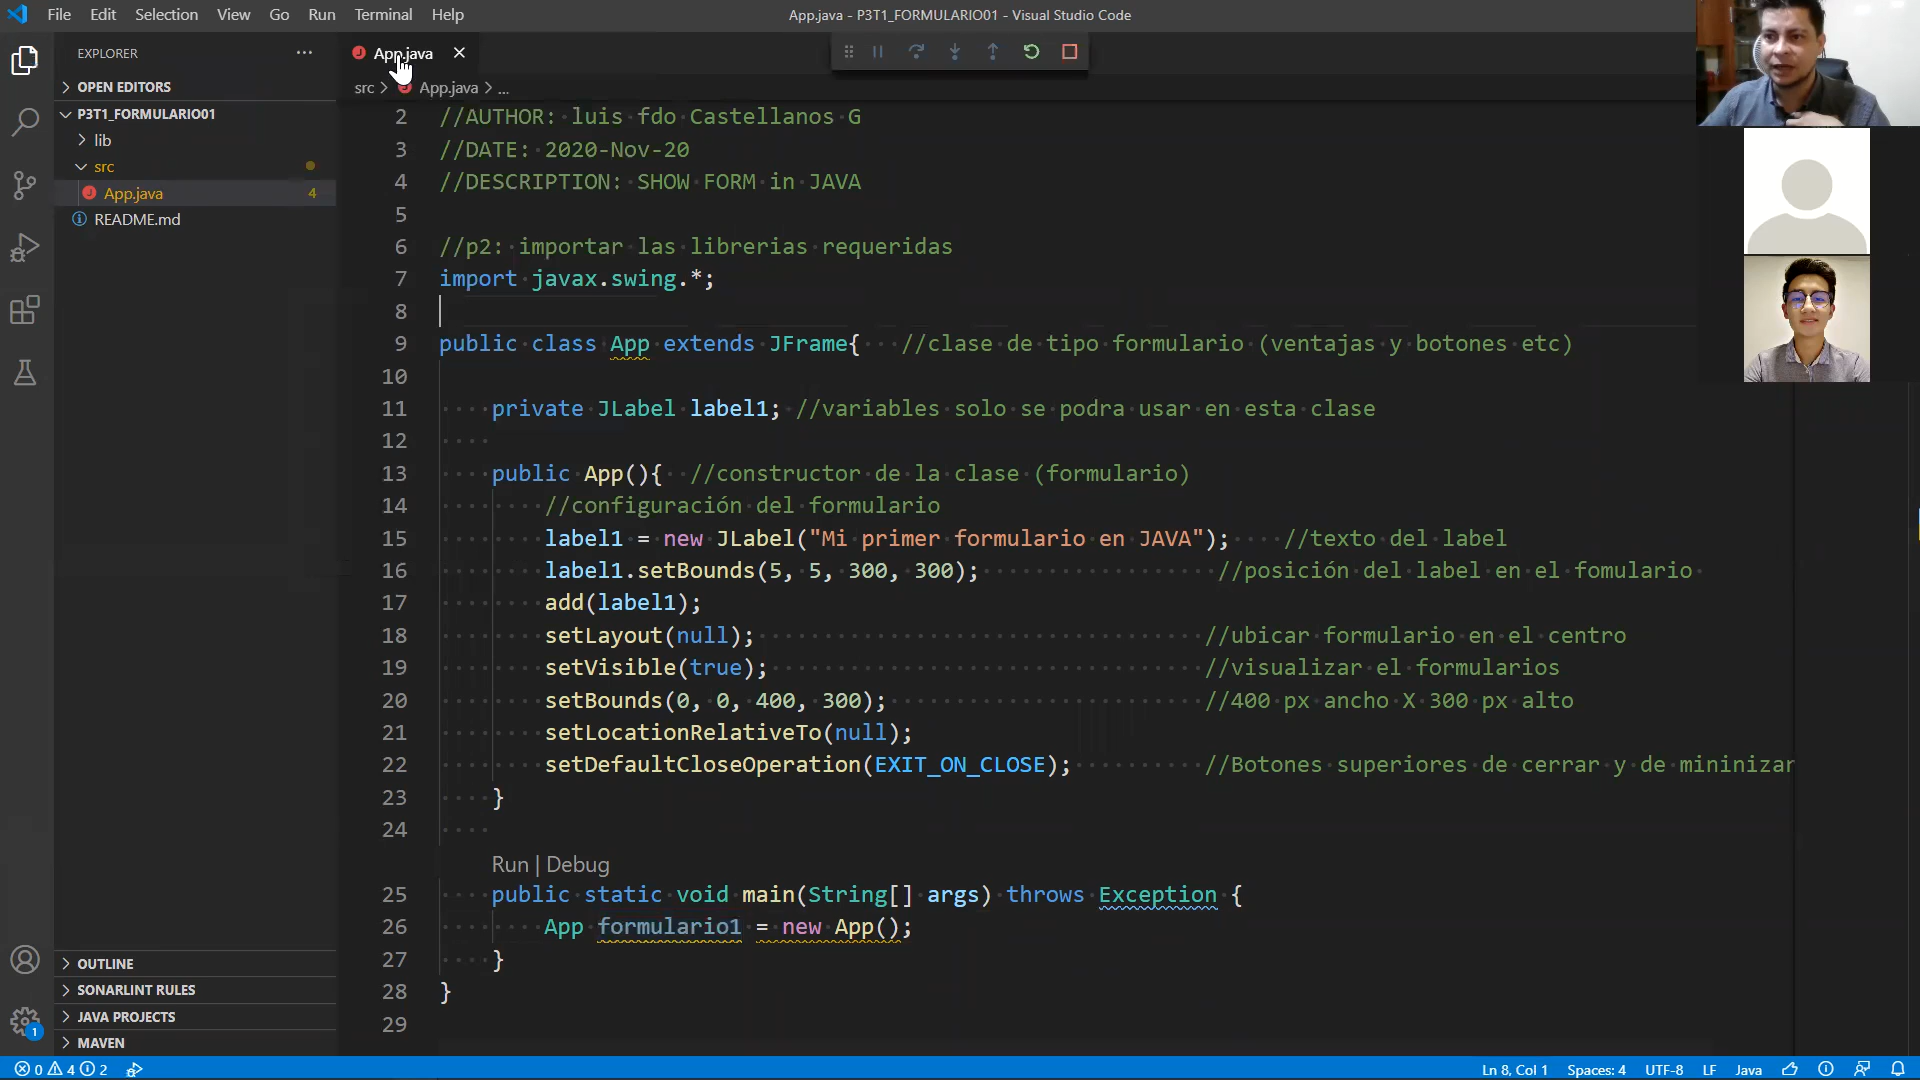 File Edit Selection View Go Run Terminal Help
App.java - P3T1_FORMULARIO01 - Visual Studio Code
EXPLORER
OPEN EDITORS
P3T1_FORMULARIO01
lib
src
App.java 4
README.md
OUTLINE
SONARLINT RULES
JAVA PROJECTS
MAVEN
App.java
src > App.java > ...
2 //AUTHOR: luis fdo Castellanos G
3 //DATE: 2020-Nov-20
4 //DESCRIPTION: SHOW FORM in JAVA
5
6 //p2: importar las librerias requeridas
7 import javax.swing.*;
8
9 public class App extends JFrame{ //clase de tipo formulario (ventajas y botones etc)
10
11 private JLabel label1; //variables solo se podra usar en esta clase
12
13 public App(){ //constructor de la clase (formulario)
14 //configuración del formulario
15 label1 = new JLabel("Mi primer formulario en JAVA"); //texto del label
16 label1.setBounds(5, 5, 300, 300); //posición del label en el fomulario
17 add(label1);
18 setLayout(null); //ubicar formulario en el centro
19 setVisible(true); //visualizar el formularios
20 setBounds(0, 0, 400, 300); //400 px ancho X 300 px alto
21 setLocationRelativeTo(null);
22 setDefaultCloseOperation(EXIT_ON_CLOSE); //Botones superiores de cerrar y de mininizar
23 }
24
Run | Debug
25 public static void main(String[] args) throws Exception {
26 App formulario1 = new App();
27 }
28 }
29
1
0 4 2
Ln 8, Col 1 Spaces: 4 UTF-8 LF Java